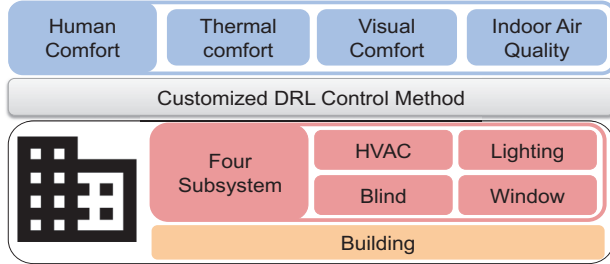 Human
Comfort
Thermal
comfort
Visual
Comfort
Indoor Air
Quality
Customized DRL Control Method
Four
Subsystem
HVAC
Lighting
Blind
Window
Building